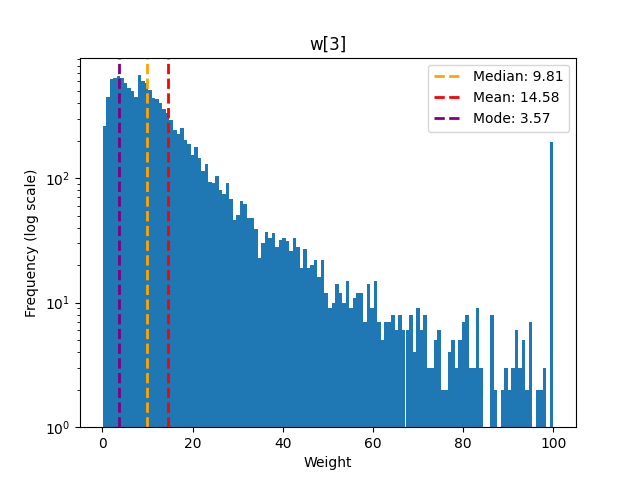 w[3]
Median: 9.81
Mean: 14.58
Mode: 3.57
Frequency (log scale)
10²
10¹
10⁰
0 20 40 60 80 100
Weight